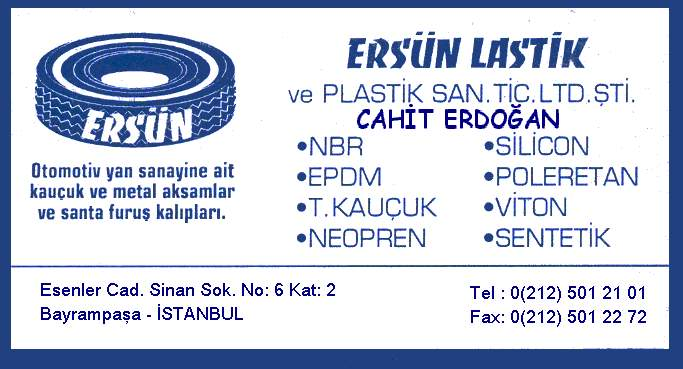 ERSÜN
Otomotiv yan sanayine ait
kauçuk ve metal aksamlar
ve santa furuş kalıpları.
ERSÜN LASTİK
ve PLASTİK SAN.TİC.LTD.ŞTİ.
CAHİT ERDOĞAN
•NBR
•EPDM
•T.KAUÇUK
•NEOPREN
•SİLİCON
•POLERETAN
•VİTON
•SENTETİK
Esenler Cad. Sinan Sok. No: 6 Kat: 2
Bayrampaşa - İSTANBUL
Tel : 0(212) 501 21 01
Fax: 0(212) 501 22 72